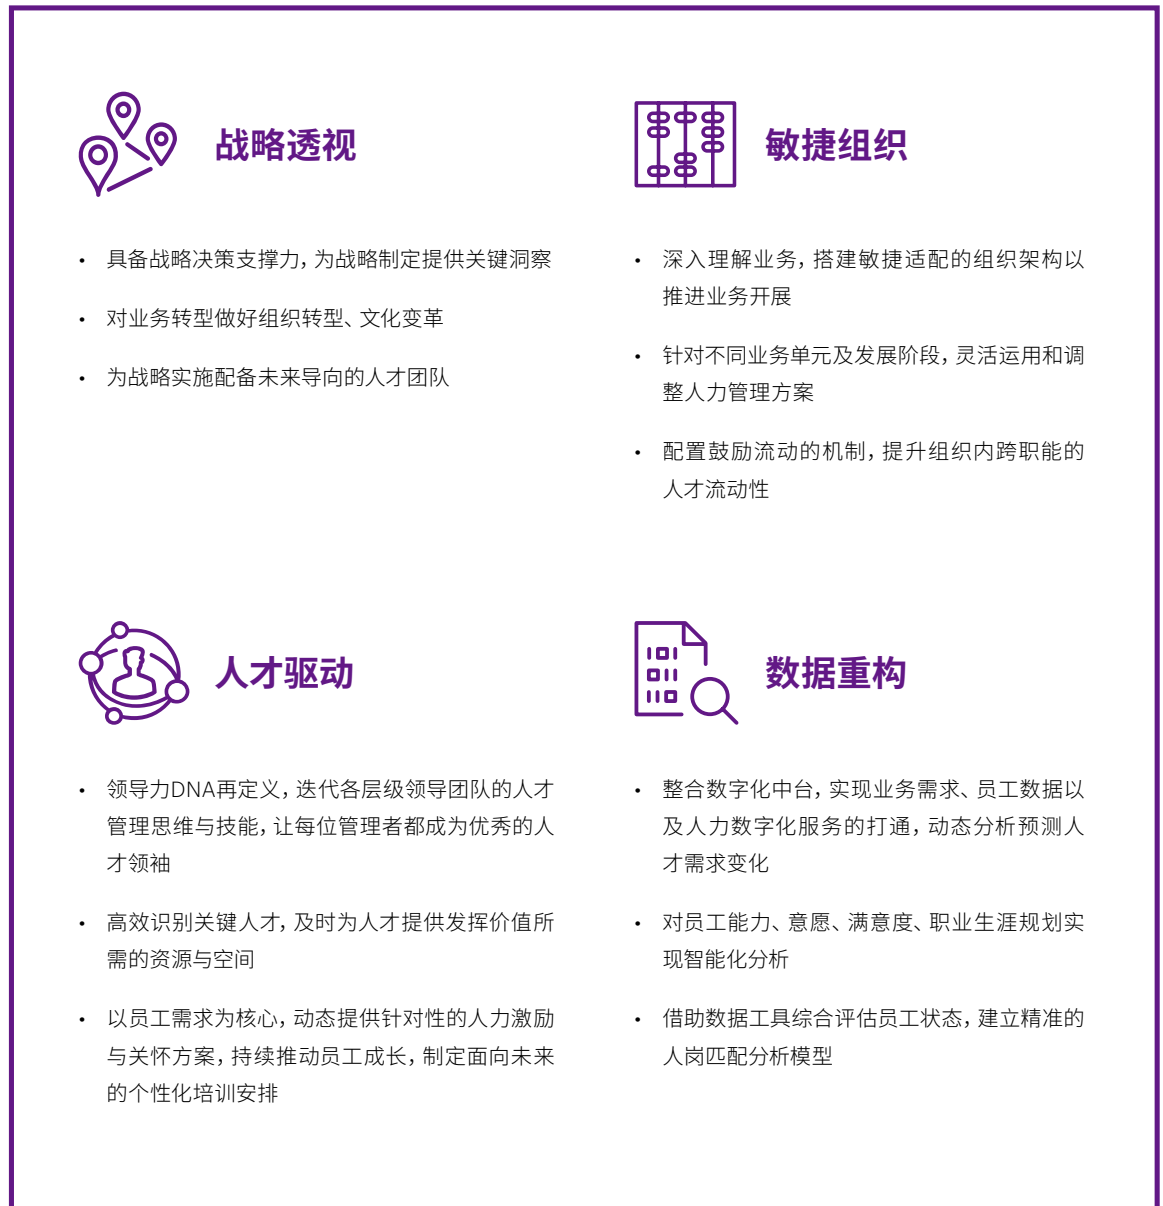 战略透视
• 具备战略决策支撑力，为战略制定提供关键洞察
• 对业务转型做好组织转型、文化变革
• 为战略实施配备未来导向的人才团队
敏捷组织
• 深入理解业务，搭建敏捷适配的组织架构以
推进业务开展
• 针对不同业务单元及发展阶段，灵活运用和调
整人力管理方案
• 配置鼓励流动的机制，提升组织内跨职能的
人才流动性
人才驱动
• 领导力DNA再定义，迭代各层级领导团队的人才
管理思维与技能，让每位管理者都成为优秀的人
才领袖
• 高效识别关键人才，及时为人才提供发挥价值所
需的资源与空间
• 以员工需求为核心，动态提供针对性的人力激励
与关怀方案，持续推动员工成长，制定面向未来
的个性化培训安排
数据重构
• 整合数字化中台，实现业务需求、员工数据以
及人力数字化服务的打通，动态分析预测人
才需求变化
• 对员工能力、意愿、满意度、职业生涯规划实
现智能化分析
• 借助数据工具综合评估员工状态，建立精准的
人岗匹配分析模型